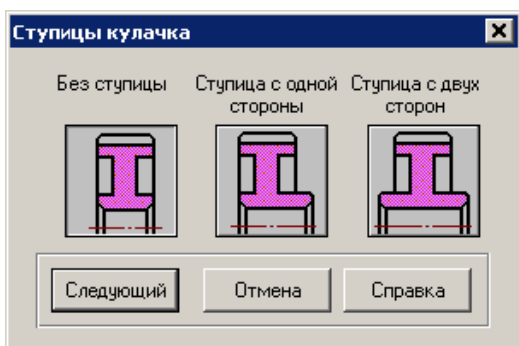 Ступицы кулачка
Без ступицы
Ступица с одной
стороны
Ступица с двух
сторон
Следующий
Отмена
Справка